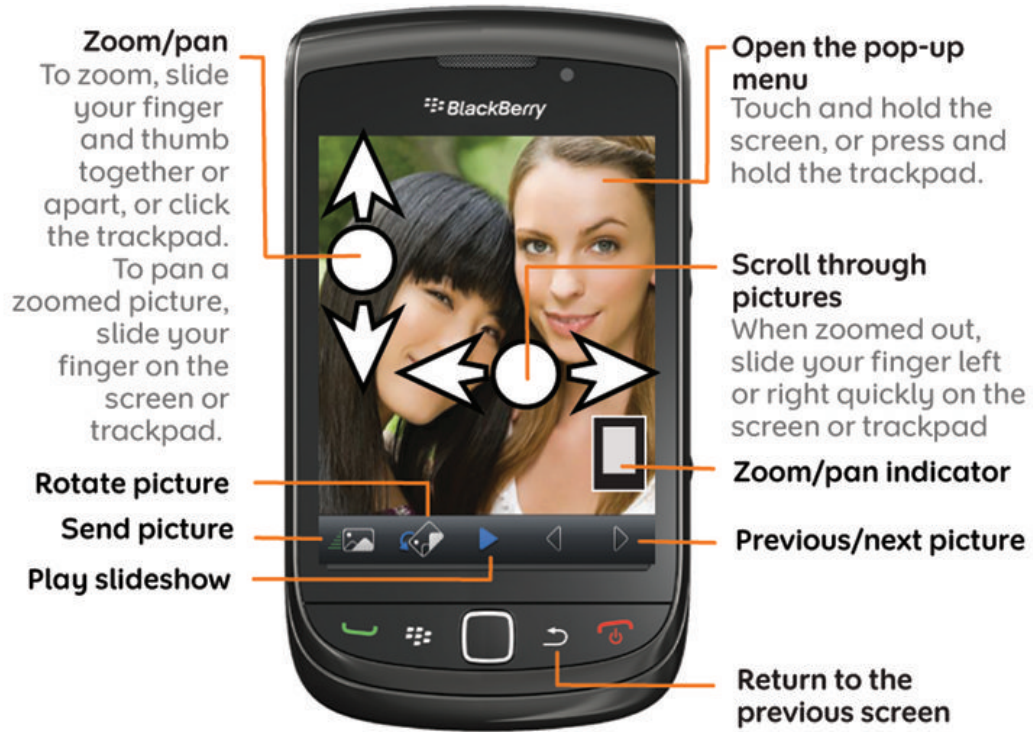 Zoom/pan
To zoom, slide
your finger
and thumb
together or
apart, or click
the trackpad.
To pan a
zoomed picture,
slide your
finger on the
screen or
trackpad.
Rotate picture
Send picture
Play slideshow
BlackBerry
Open the pop-up
menu
Touch and hold the
screen, or press and
hold the trackpad.
Scroll through
pictures
When zoomed out,
slide your finger left
or right quickly on the
screen or trackpad
Zoom/pan indicator
Previous/next picture
Return to the
previous screen